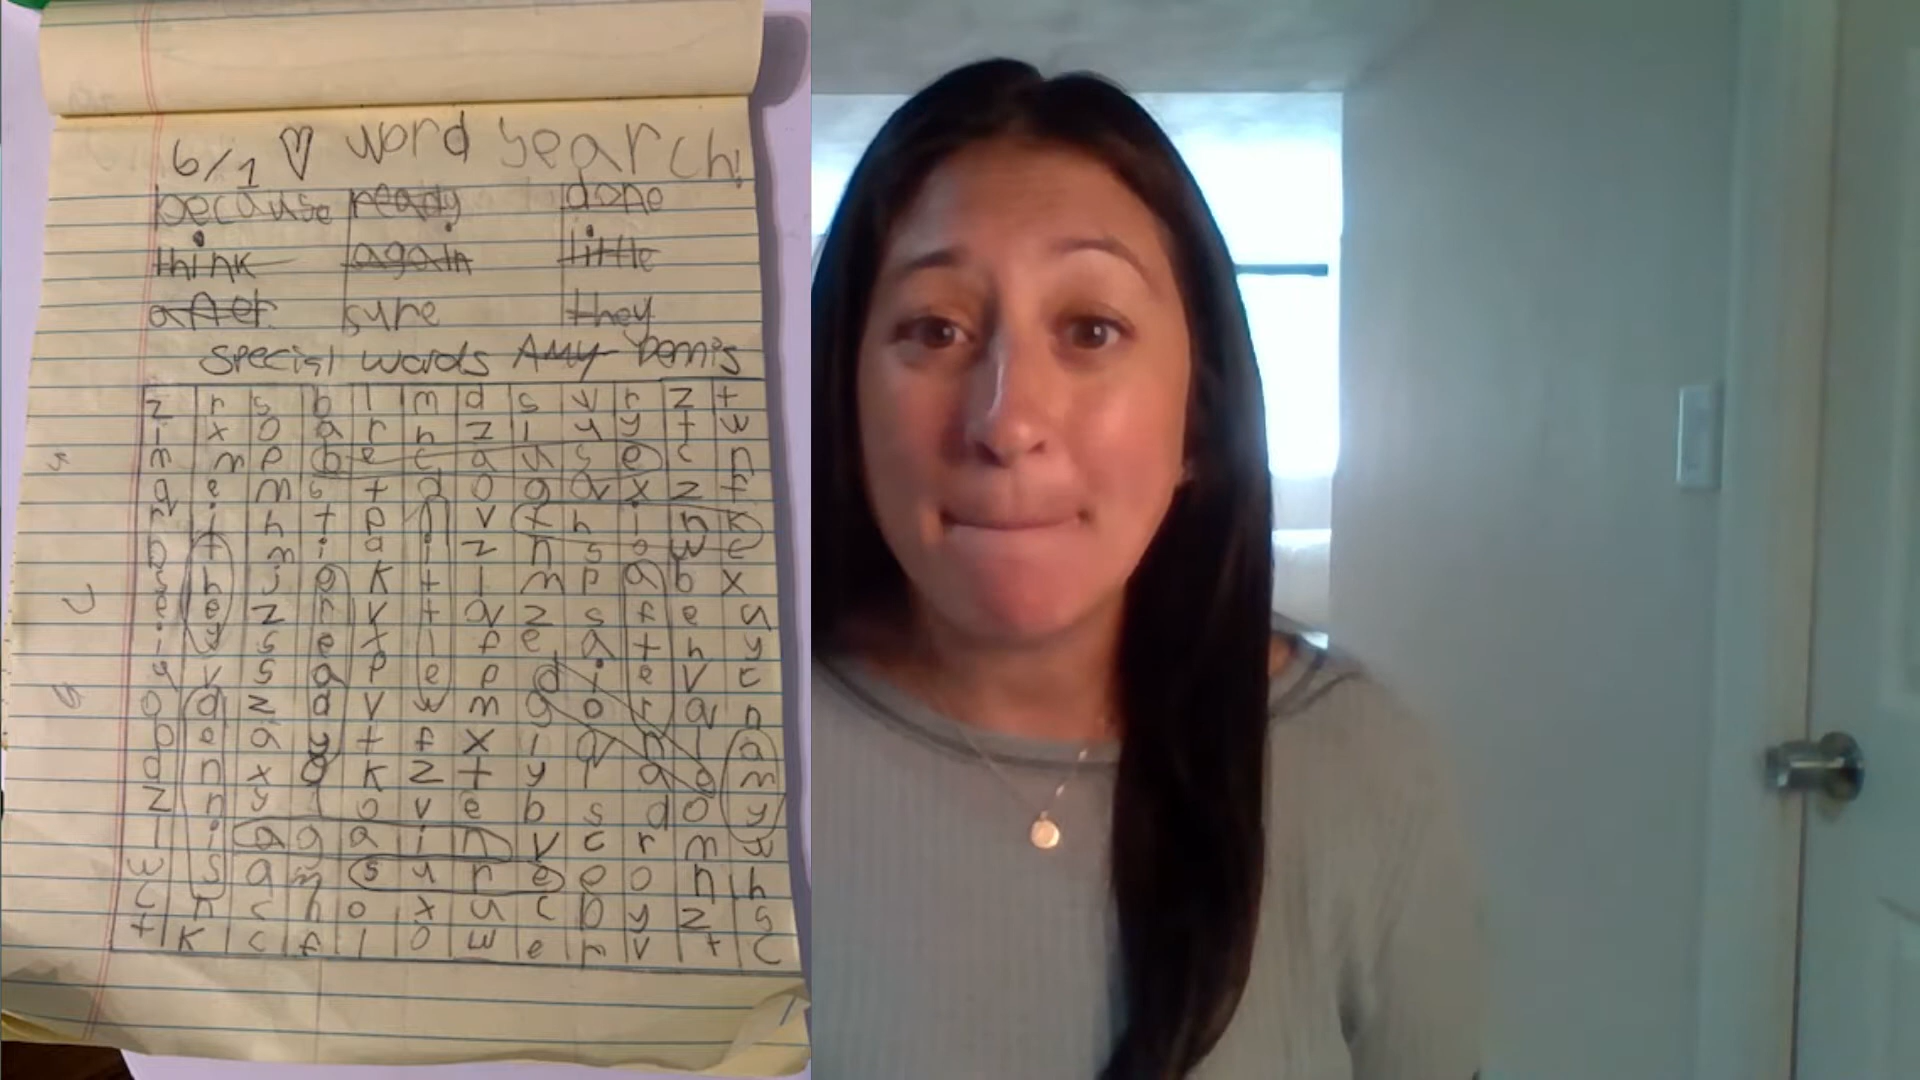 6/1 ♡ word search!
because ready done
think again little
after sure they
special words Amy Dennis
z r s b l m d s v r z t
i x o a r h z i y y t w
m m p b e c a u s e c n
q e m s t d o g a x z f
r i h t p l v t h i n k
b t m i a i z n s o w e
s h j o k t l m p a b x
e e z r v t q z s f e u
i y s e t l f e a t h y
y v s a p e p d i e v c
o d z d v w m g o r a n
b e a y t f x i a n l a
d n x g k z t y l a o m
z n y i o v e b s d o y
l i a g a i n v c r m w
w s a m s u r e e o n h
c n c h o x u c b y z s
t k c f l o w e r v t c